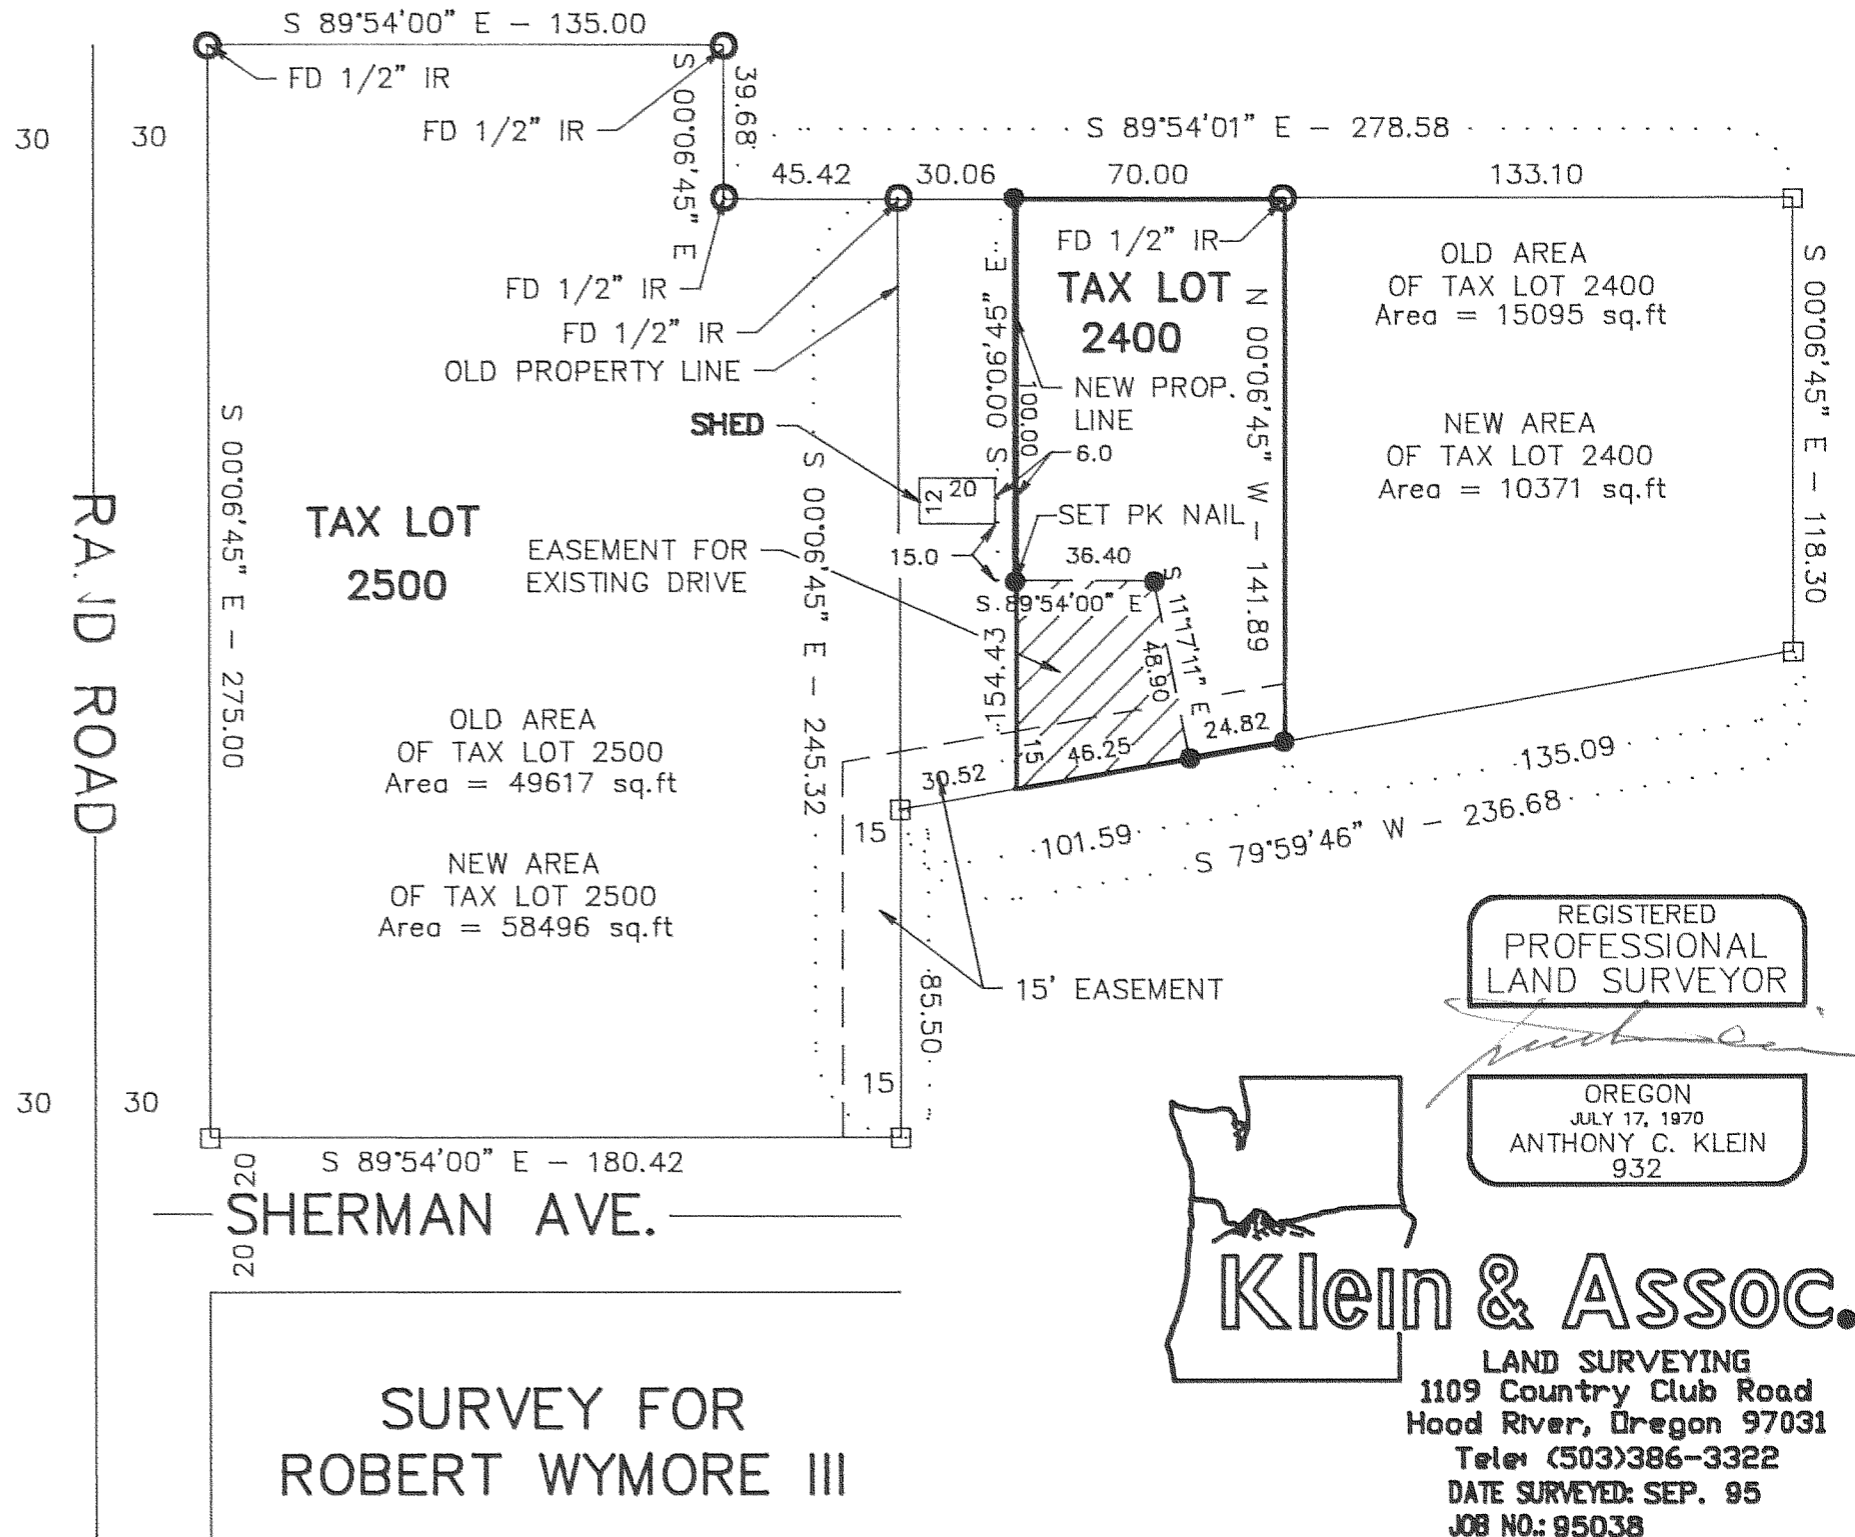 S 89°54'00" E - 135.00
FD 1/2" IR
FD 1/2" IR
S 00°06'45" E
39.68
30
30
S 89°54'01" E - 278.58
45.42
30.06
70.00
133.10
FD 1/2" IR
FD 1/2" IR
FD 1/2" IR
OLD PROPERTY LINE
TAX LOT
2400
S 00°06'45" E
100.00
N 00°06'45" W - 141.89
NEW PROP.
LINE
OLD AREA
OF TAX LOT 2400
Area = 15095 sq.ft
NEW AREA
OF TAX LOT 2400
Area = 10371 sq.ft
S 00°06'45" E - 118.30
SHED
20
12
6.0
15.0
SET PK NAIL
36.40
S 89°54'00" E
S 11°17'11" E
48.90
154.43
15
46.25
24.82
30.52
RAND ROAD
S 00°06'45" E - 275.00
TAX LOT
2500
EASEMENT FOR
EXISTING DRIVE
S 00°06'45" E - 245.32
OLD AREA
OF TAX LOT 2500
Area = 49617 sq.ft
NEW AREA
OF TAX LOT 2500
Area = 58496 sq.ft
15
101.59
135.09
S 79°59'46" W - 236.68
85.50
15' EASEMENT
15
30
30
S 89°54'00" E - 180.42
20
SHERMAN AVE.
20
SURVEY FOR
ROBERT WYMORE III
REGISTERED
PROFESSIONAL
LAND SURVEYOR
OREGON
JULY 17, 1970
ANTHONY C. KLEIN
932
Klein & Assoc.
LAND SURVEYING
1109 Country Club Road
Hood River, Oregon 97031
Tele: (503)386-3322
DATE SURVEYED: SEP. 95
JOB NO.: 95038